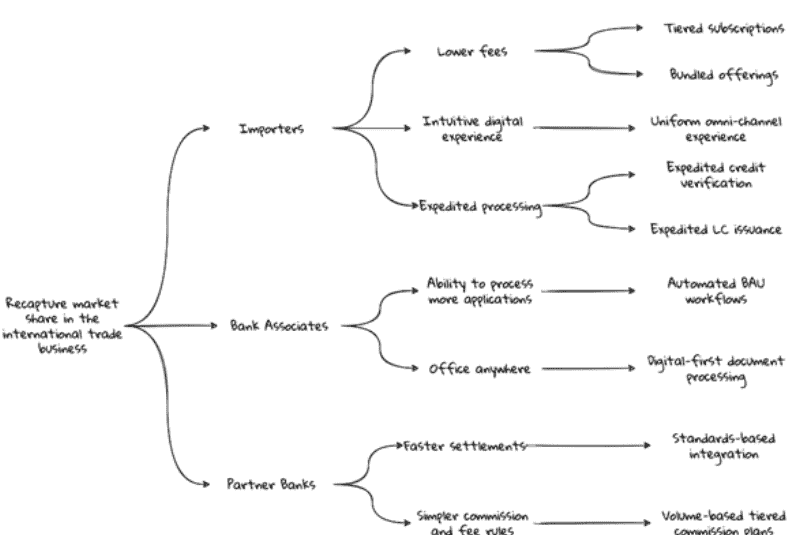 Recapture market
share in the
international trade
business
Importers
Lower fees
Tiered subscriptions
Bundled offerings
Intuitive digital
experience
Uniform omni-channel
experience
Expedited processing
Expedited credit
verification
Expedited LC issuance
Bank Associates
Ability to process
more applications
Automated BAU
workflows
Office anywhere
Digital-first document
processing
Partner Banks
Faster settlements
Standards-based
integration
Simpler commission
and fee rules
Volume-based tiered
commission plans